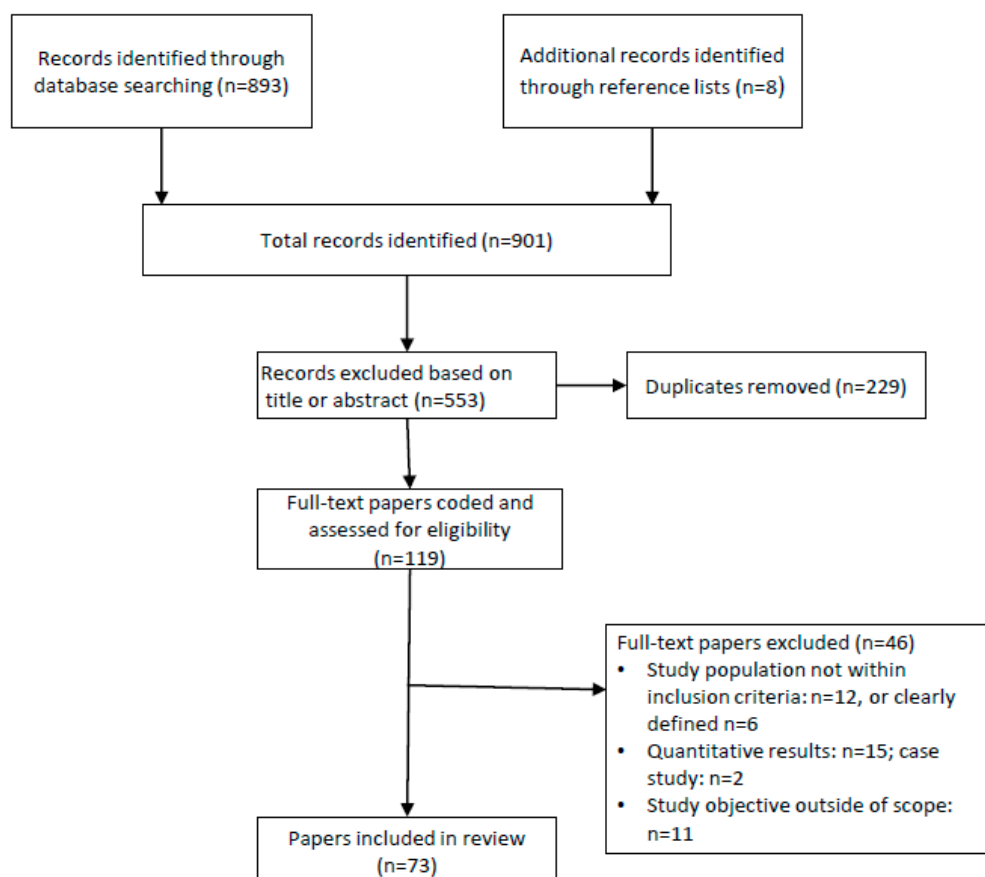 Records identified through
database searching (n=893)
Additional records identified
through reference lists (n=8)
Total records identified (n=901)
Records excluded based on
title or abstract (n=553)
Duplicates removed (n=229)
Full-text papers coded and
assessed for eligibility
(n=119)
Full-text papers excluded (n=46)
• Study population not within
inclusion criteria: n=12, or clearly
defined n=6
• Quantitative results: n=15; case
study: n=2
• Study objective outside of scope:
n=11
Papers included in review
(n=73)